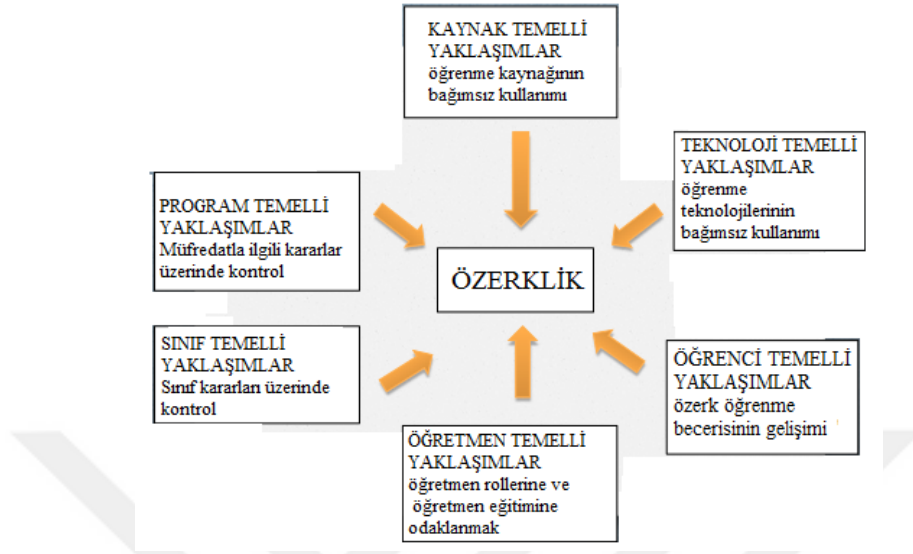 KAYNAK TEMELLİ
YAKLAŞIMLAR
öğrenme kaynağının
bağımsız kullanımı
TEKNOLOJİ TEMELLİ
YAKLAŞIMLAR
öğrenme
teknolojilerinin
bağımsız kullanımı
PROGRAM TEMELLİ
YAKLAŞIMLAR
Müfredatla ilgili kararlar
üzerinde kontrol
ÖZERKLİK
SINIF TEMELLİ
YAKLAŞIMLAR
Sınıf kararları üzerinde
kontrol
ÖĞRENCİ TEMELLİ
YAKLAŞIMLAR
özerk öğrenme
becerisinin gelişimi
ÖĞRETMEN TEMELLİ
YAKLAŞIMLAR
öğretmen rollerine ve
öğretmen eğitimine
odaklanmak